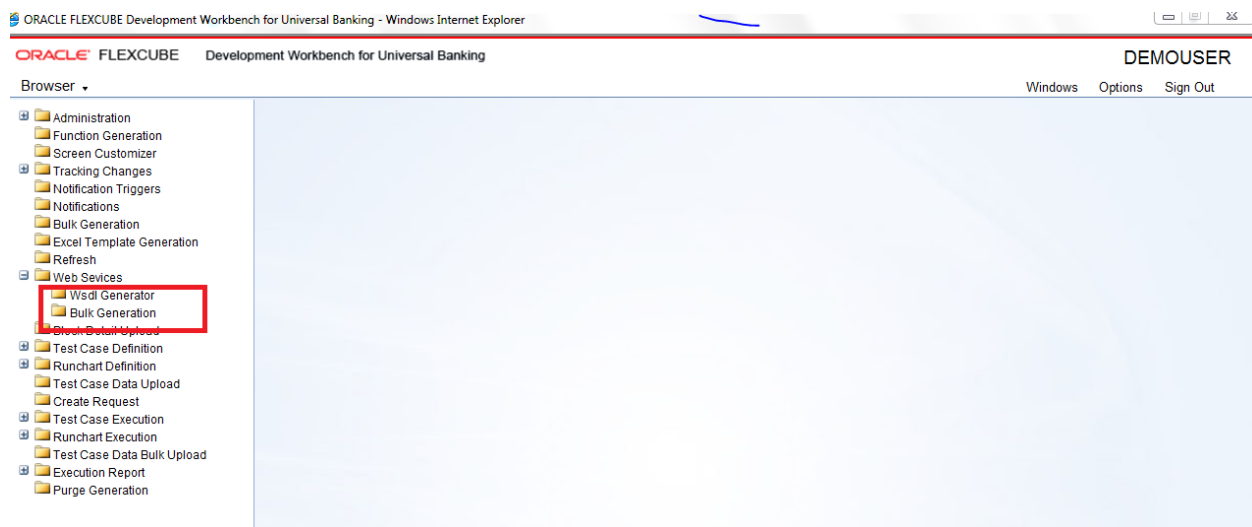 ORACLE FLEXCUBE Development Workbench for Universal Banking - Windows Internet Explorer
ORACLE FLEXCUBE Development Workbench for Universal Banking
DEMOUSER
Browser
Windows Options Sign Out
Administration
Function Generation
Screen Customizer
Tracking Changes
Notification Triggers
Notifications
Bulk Generation
Excel Template Generation
Refresh
Web Sevices
Wsdl Generator
Bulk Generation
Block Detail Upload
Test Case Definition
Runchart Definition
Test Case Data Upload
Create Request
Test Case Execution
Runchart Execution
Test Case Data Bulk Upload
Execution Report
Purge Generation